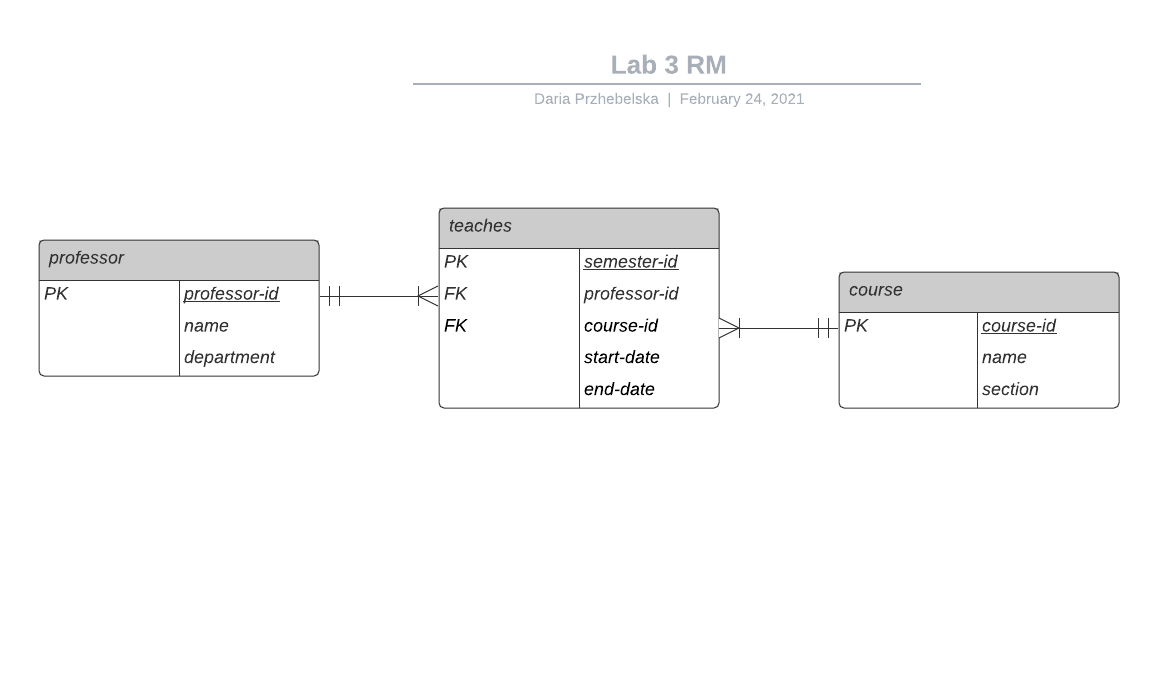 Lab 3 RM
Daria Przhebelska | February 24, 2021
professor
PK professor-id
name
department
teaches
PK semester-id
FK professor-id
FK course-id
start-date
end-date
course
PK course-id
name
section